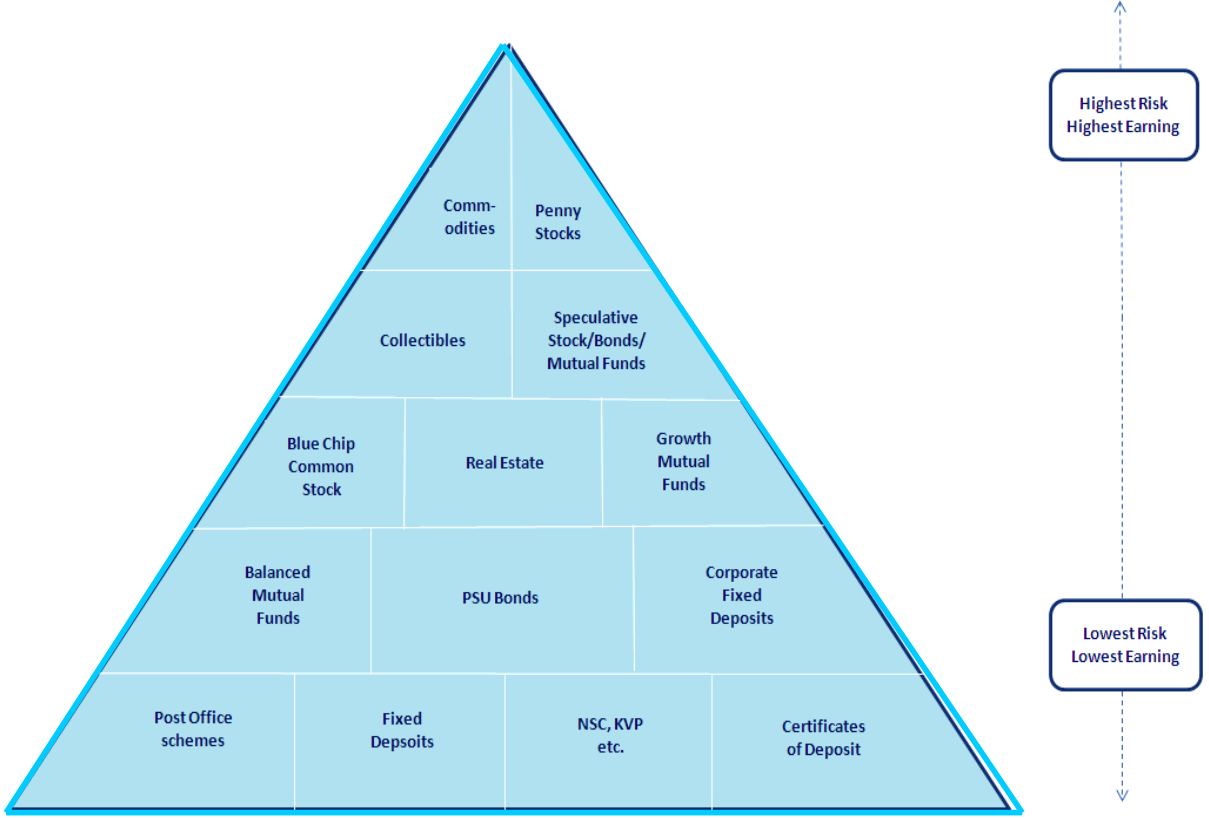 Highest Risk
Highest Earning
Comm-
odities
Penny
Stocks
Collectibles
Speculative
Stock/Bonds/
Mutual Funds
Blue Chip
Common
Stock
Real Estate
Growth
Mutual
Funds
Balanced
Mutual
Funds
PSU Bonds
Corporate
Fixed
Deposits
Lowest Risk
Lowest Earning
Post Office
schemes
Fixed
Depsoits
NSC, KVP
etc.
Certificates
of Deposit